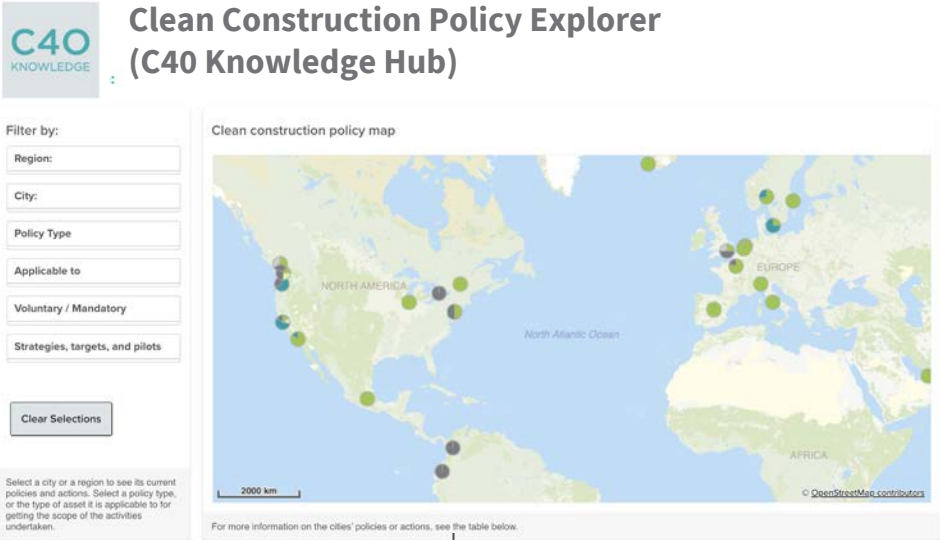 C40
KNOWLEDGE
Clean Construction Policy Explorer
(C40 Knowledge Hub)
Filter by:
Region:
City:
Policy Type
Applicable to
Voluntary / Mandatory
Strategies, targets, and pilots
Clear Selections
Select a city or a region to see its current
policies and actions. Select a policy type,
or the type of asset it is applicable to for
getting the scope of the activities
undertaken.
Clean construction policy map
NORTH AMERICA
EUROPE
North Atlantic Ocean
AFRICA
2000 km
© OpenStreetMap contributors
For more information on the cities' policies or actions, see the table below.